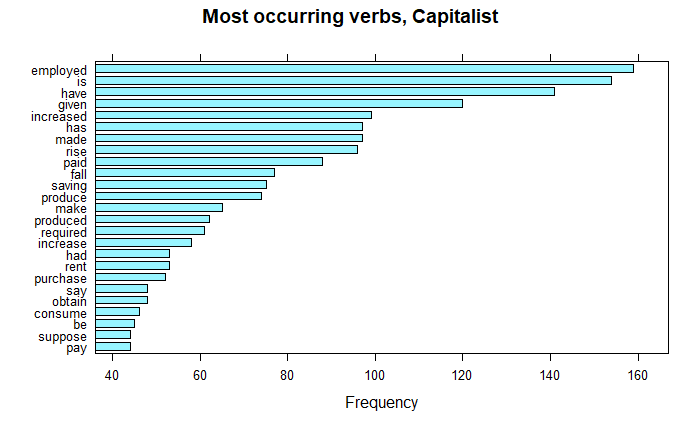 Most occurring verbs, Capitalist
employed
is
have
given
increased
has
made
rise
paid
fall
saving
produce
make
produced
required
increase
had
rent
purchase
say
obtain
consume
be
suppose
pay
40 60 80 100 120 140 160
Frequency